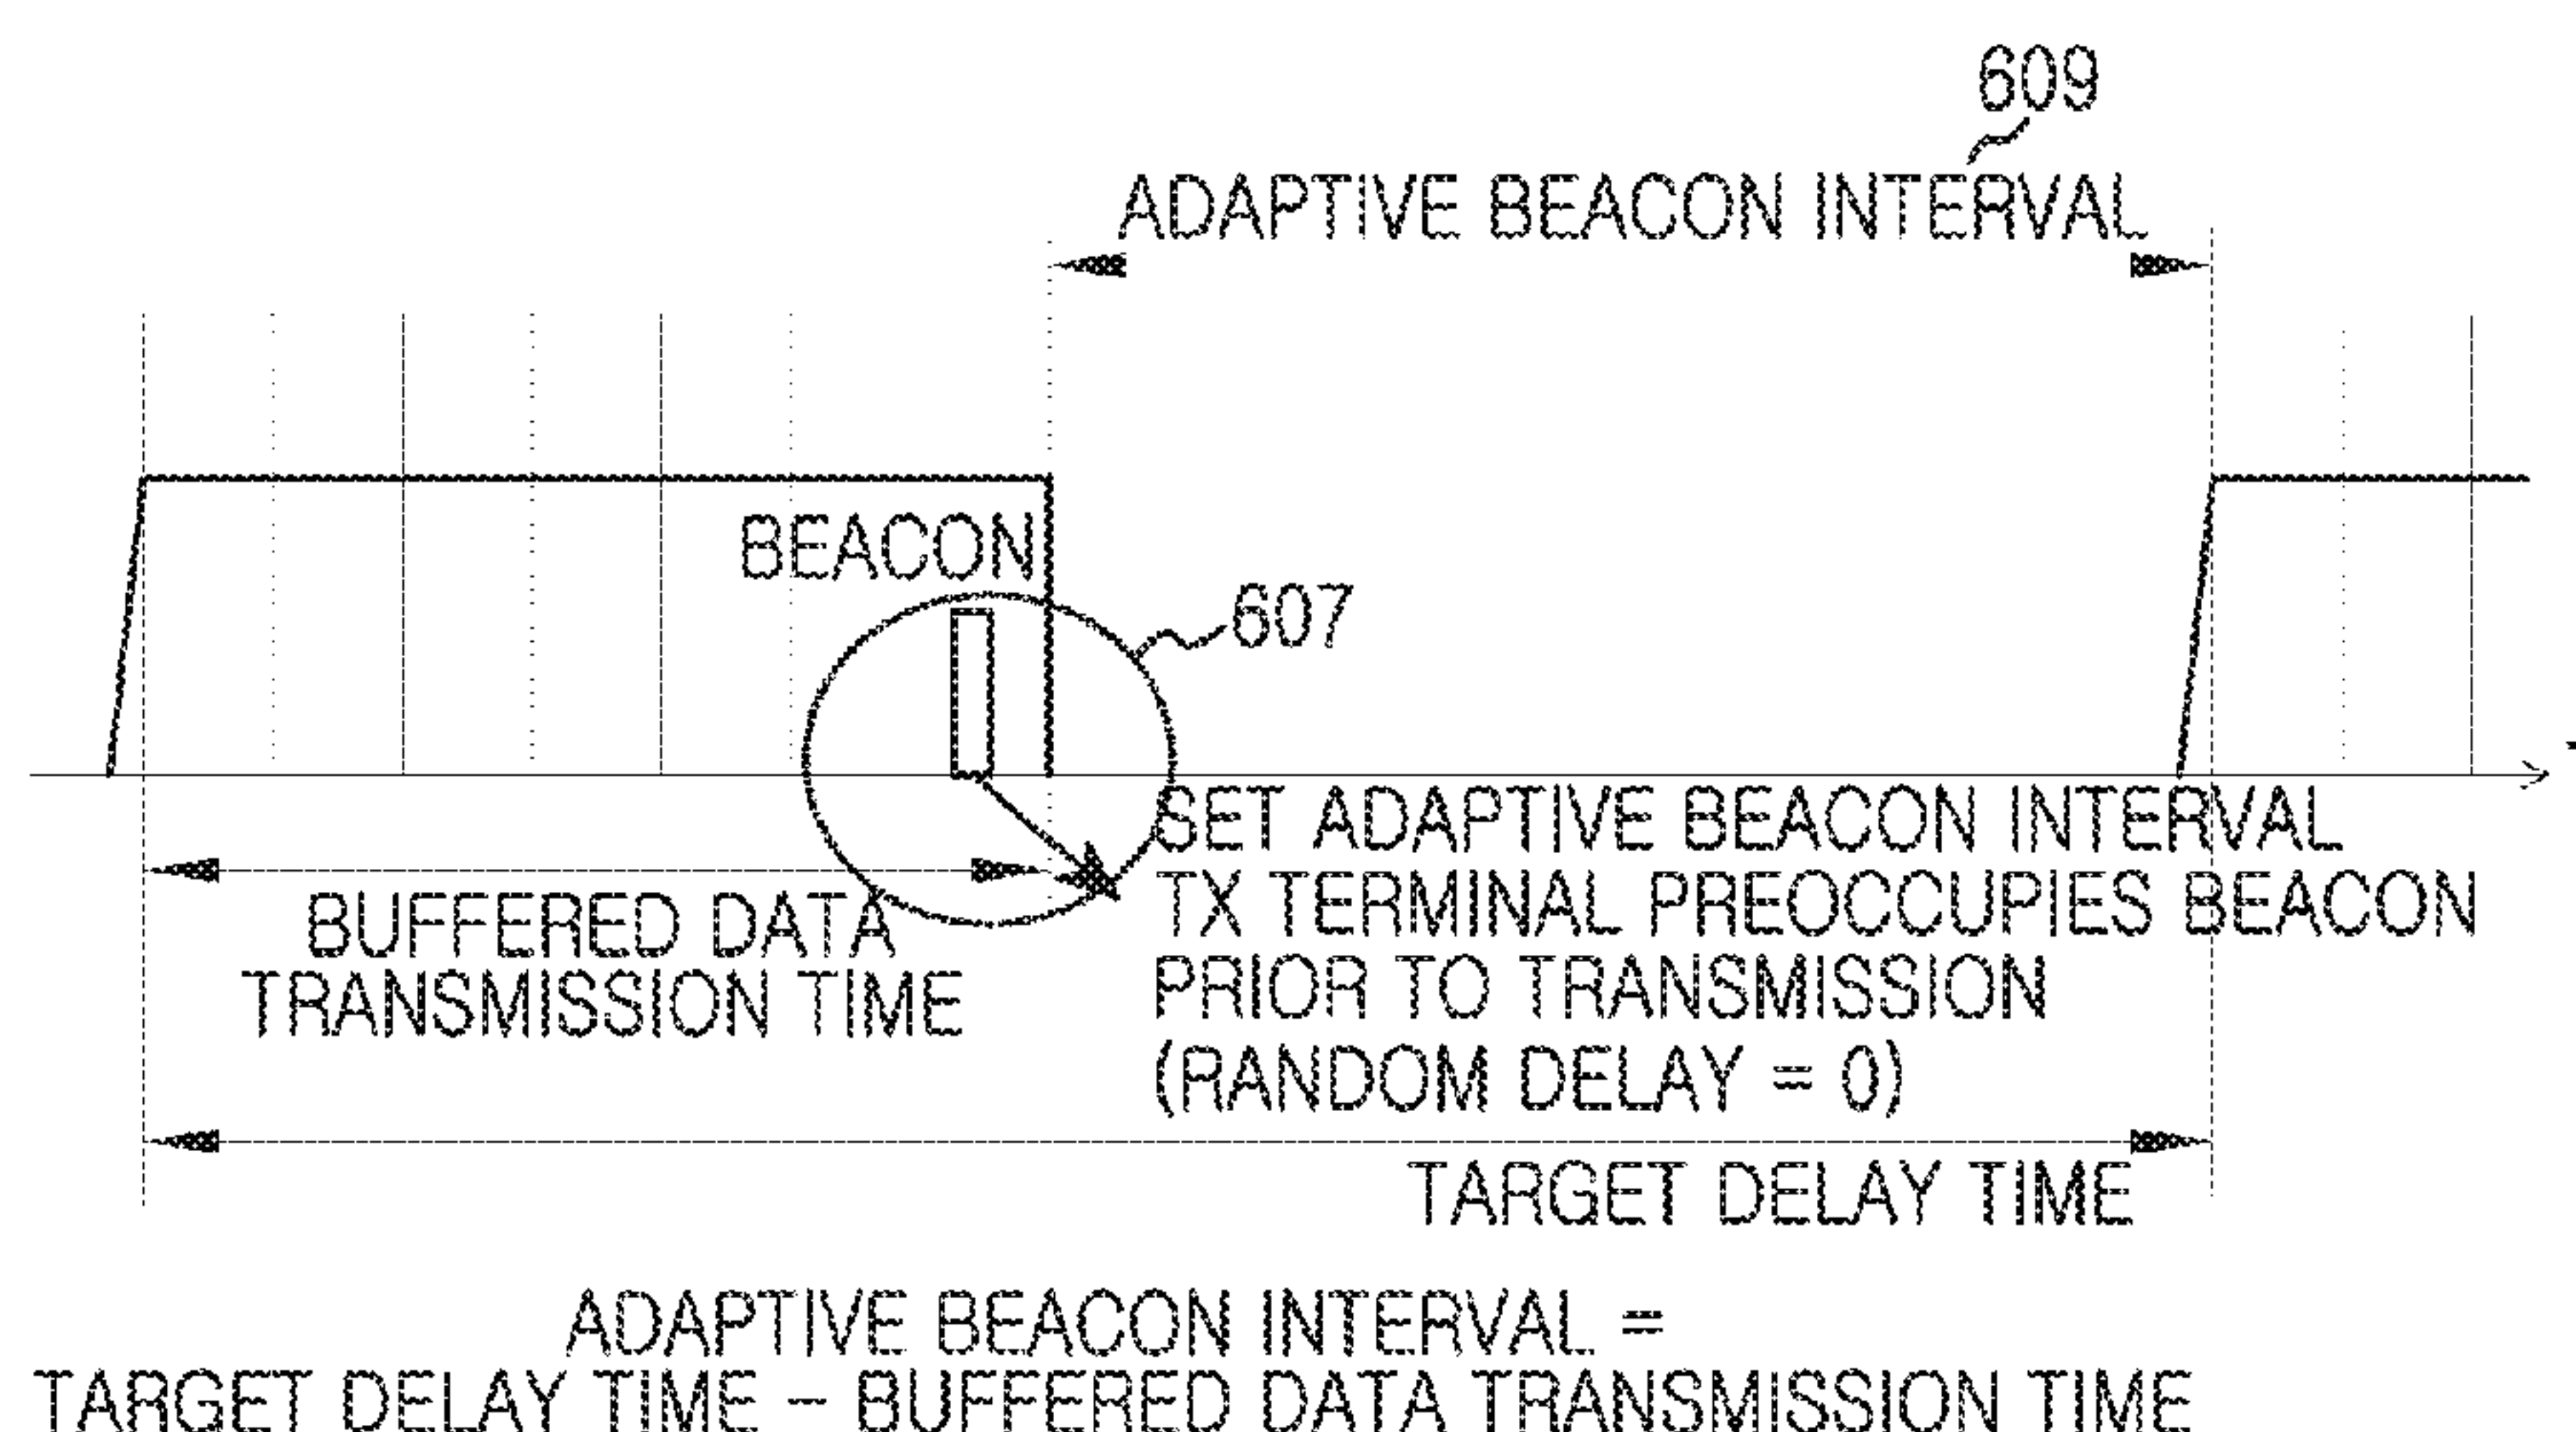 609
ADAPTIVE BEACON INTERVAL
BEACON
607
BUFFERED DATA
TRANSMISSION TIME
SET ADAPTIVE BEACON INTERVAL
TX TERMINAL PREOCCUPIES BEACON
PRIOR TO TRANSMISSION
(RANDOM DELAY = 0)
TARGET DELAY TIME
ADAPTIVE BEACON INTERVAL =
TARGET DELAY TIME – BUFFERED DATA TRANSMISSION TIME